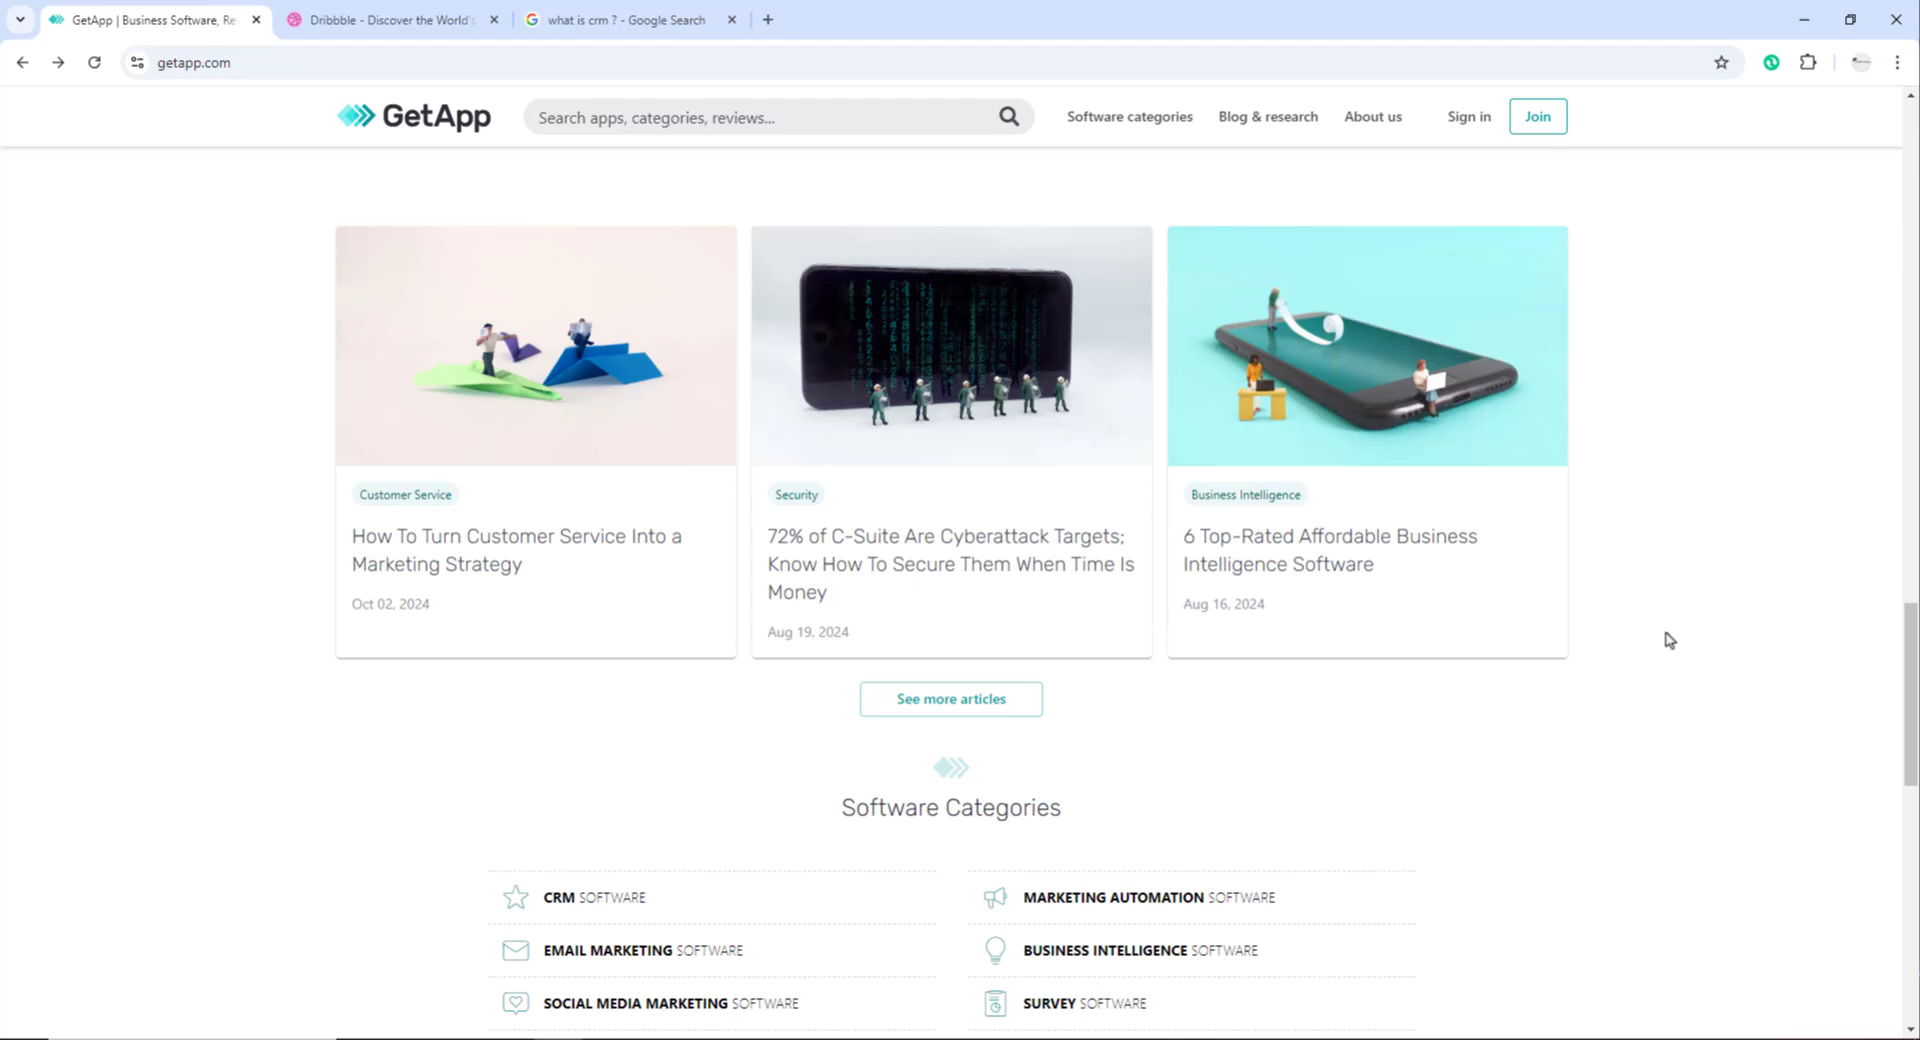 GetApp | Business Software, Re
Dribbble - Discover the World's
what is crm ? - Google Search
getapp.com
GetApp
Search apps, categories, reviews...
Software categories
Blog & research
About us
Sign in
Join
Customer Service
How To Turn Customer Service Into a
Marketing Strategy
Oct 02, 2024
Security
72% of C-Suite Are Cyberattack Targets;
Know How To Secure Them When Time Is
Money
Aug 19, 2024
Business Intelligence
6 Top-Rated Affordable Business
Intelligence Software
Aug 16, 2024
See more articles
Software Categories
CRM SOFTWARE
MARKETING AUTOMATION SOFTWARE
EMAIL MARKETING SOFTWARE
BUSINESS INTELLIGENCE SOFTWARE
SOCIAL MEDIA MARKETING SOFTWARE
SURVEY SOFTWARE